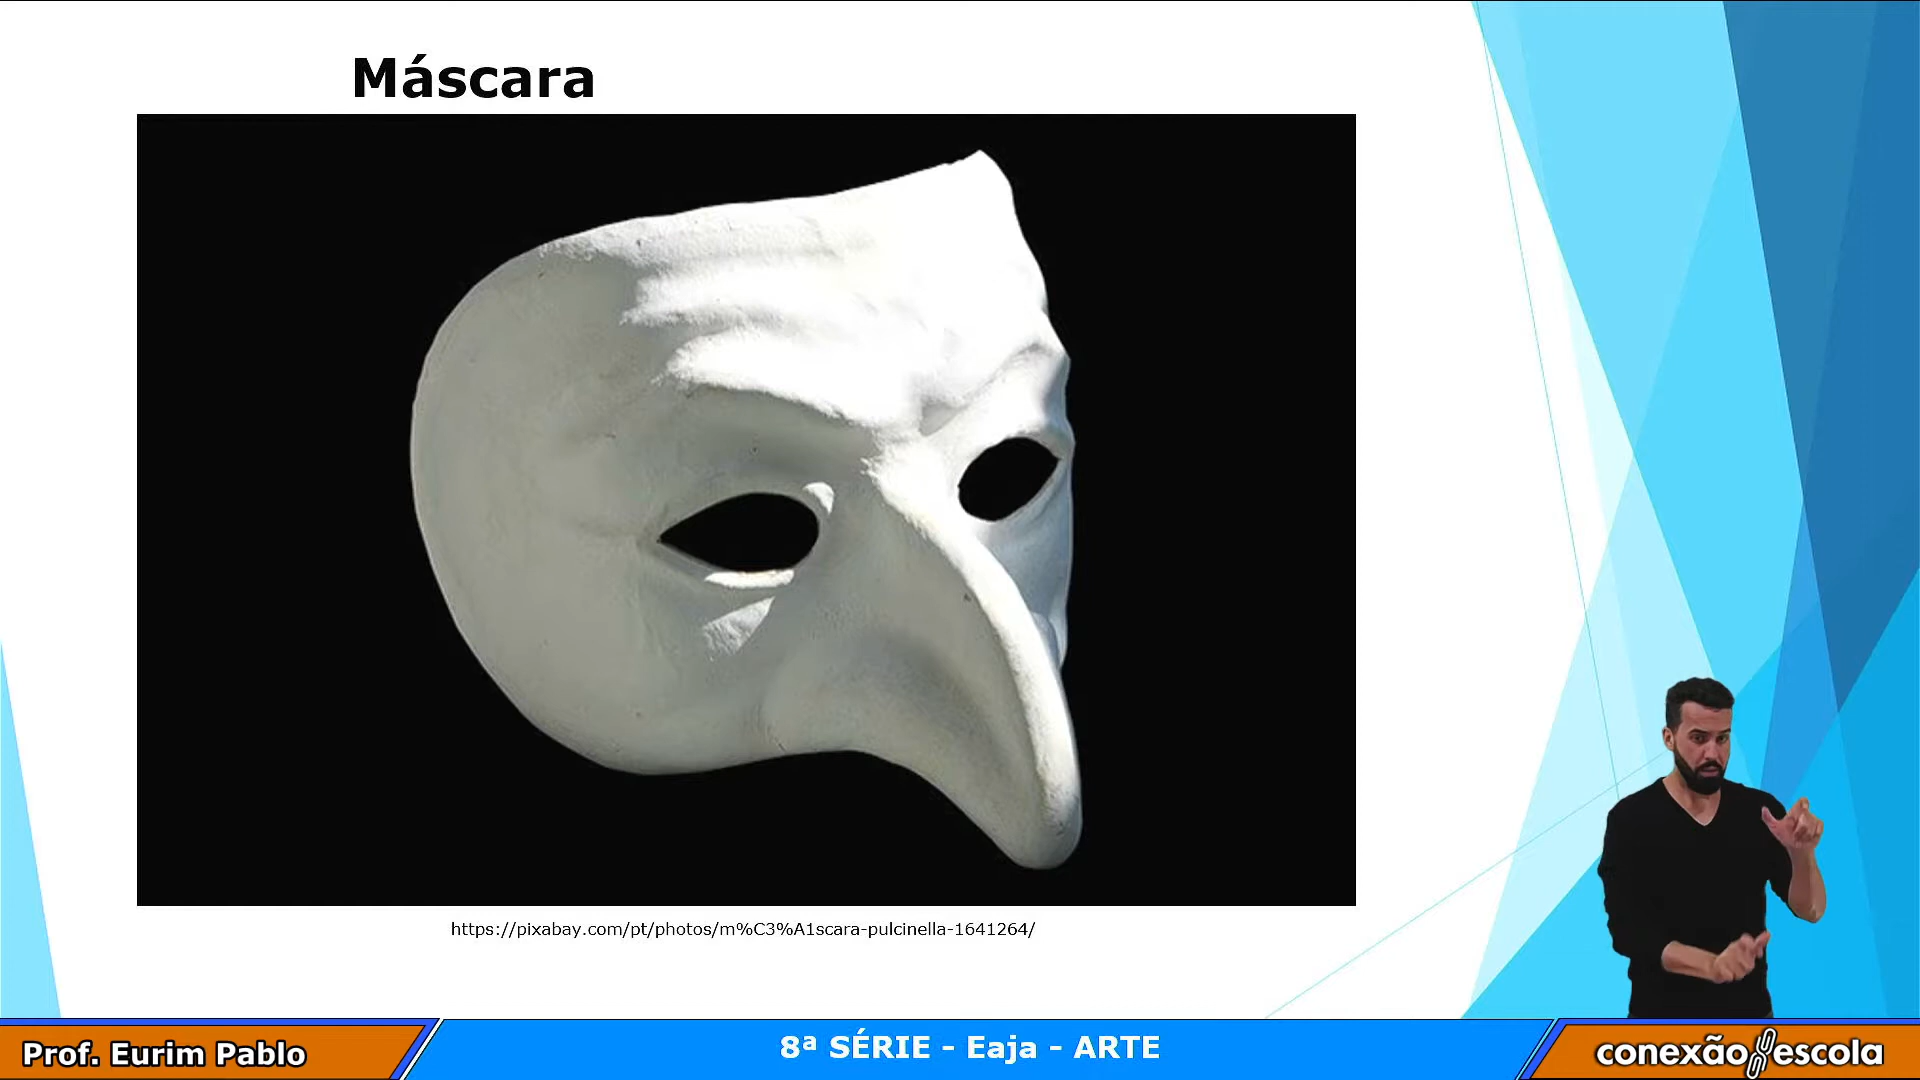 Máscara
https://pixabay.com/pt/photos/m%C3%A1scara-pulcinella-1641264/
Prof. Eurim Pablo
8ª SÉRIE - Eaja - ARTE
conexão escola